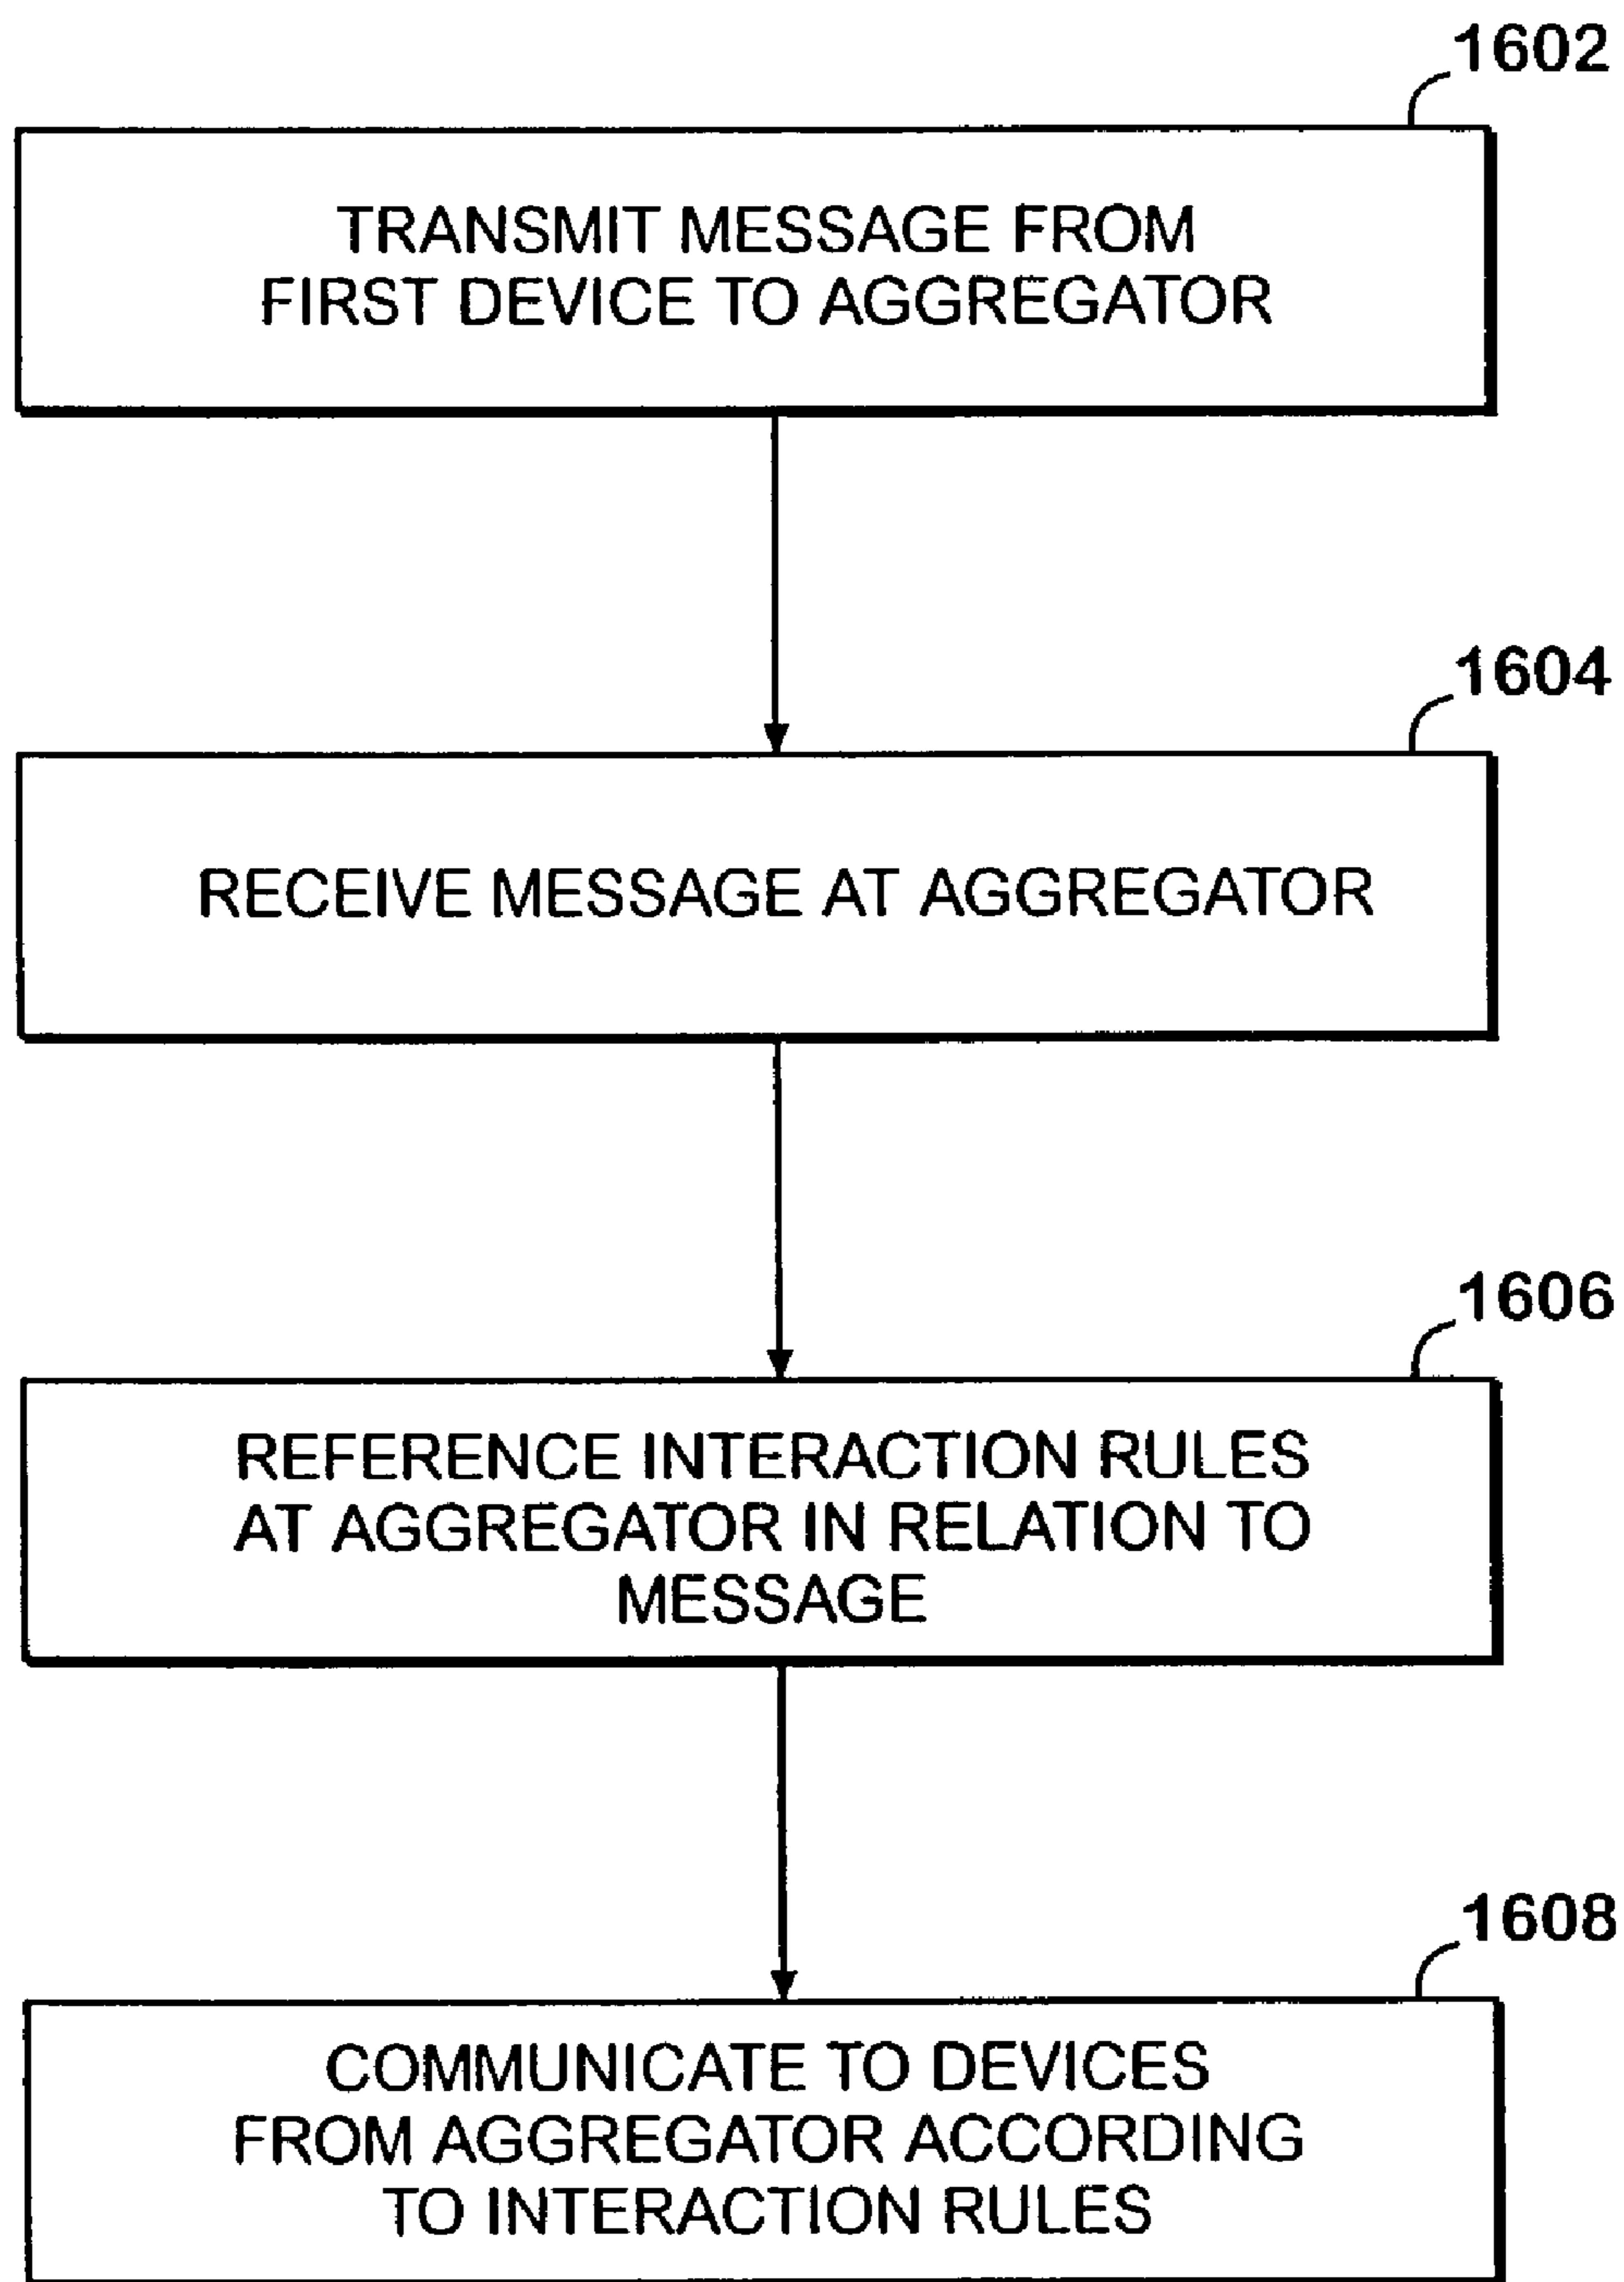 1602
TRANSMIT MESSAGE FROM
FIRST DEVICE TO AGGREGATOR
1604
RECEIVE MESSAGE AT AGGREGATOR
1606
REFERENCE INTERACTION RULES
AT AGGREGATOR IN RELATION TO
MESSAGE
1608
COMMUNICATE TO DEVICES
FROM AGGREGATOR ACCORDING
TO INTERACTION RULES